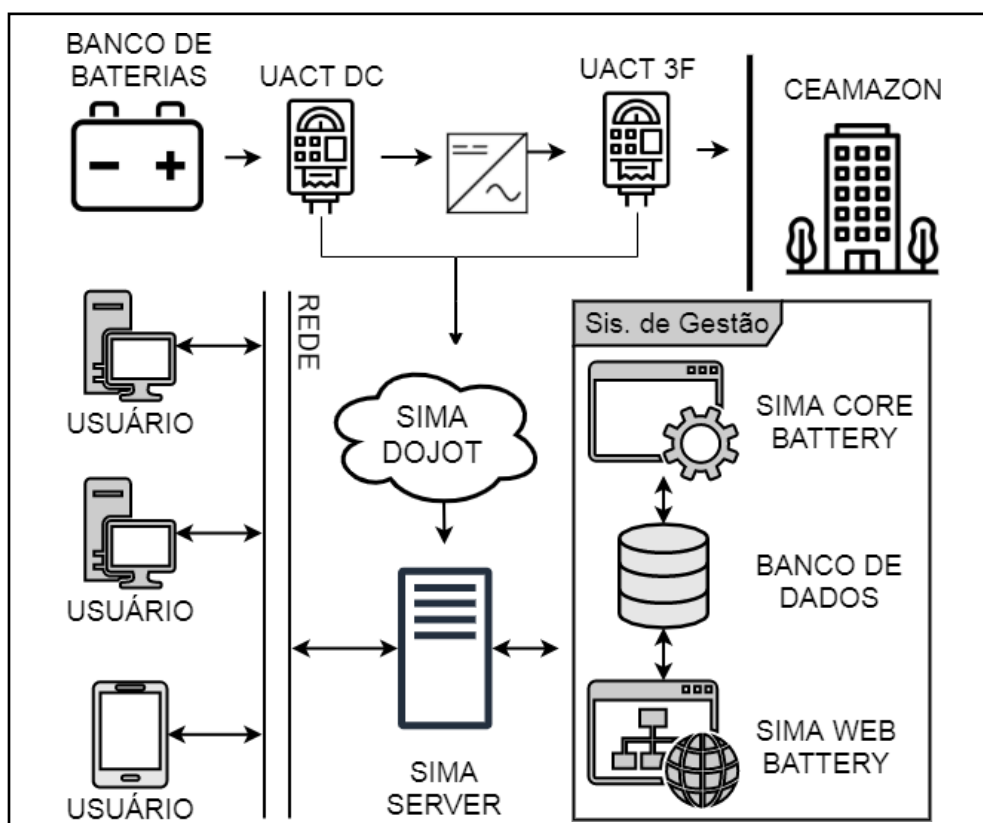 BANCO DE
BATERIAS
UACT DC
UACT 3F
CEAMAZON
USUÁRIO
REDE
SIMA
DOJOT
Sis. de Gestão
SIMA CORE
BATTERY
USUÁRIO
BANCO DE
DADOS
USUÁRIO
SIMA
SERVER
SIMA WEB
BATTERY